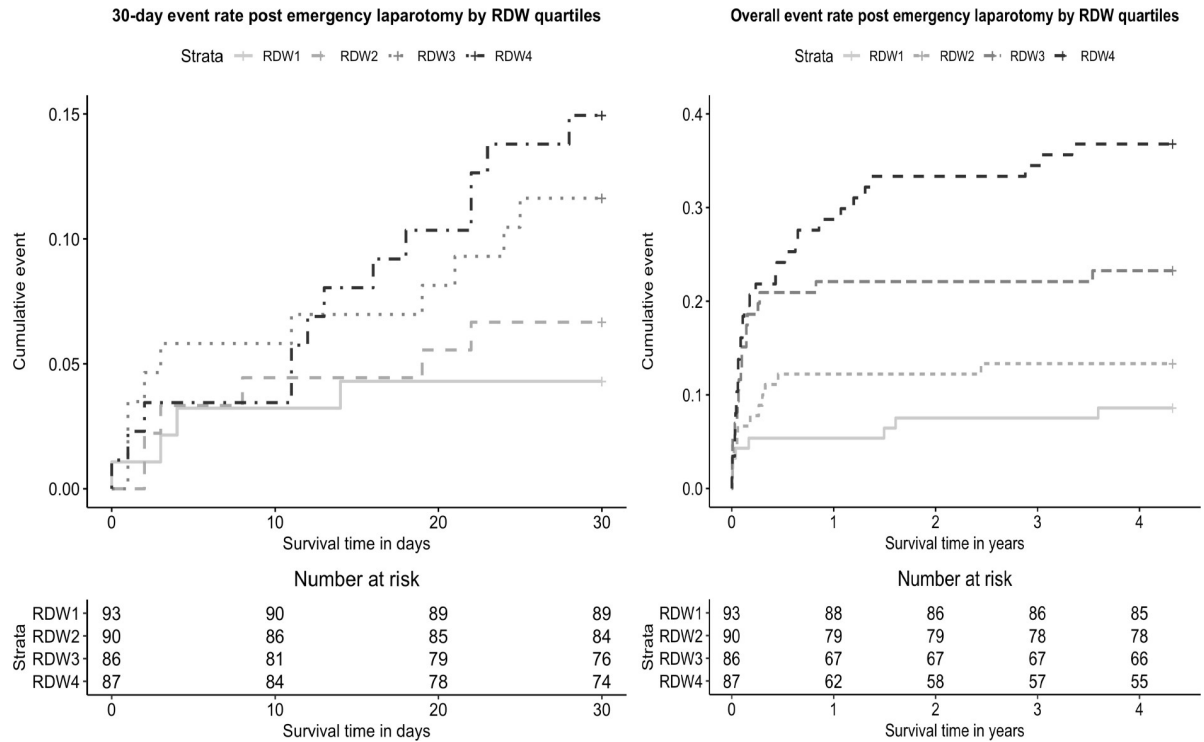 30-day event rate post emergency laparotomy by RDW quartiles
Strata RDW1 RDW2 RDW3 RDW4
Cumulative event
0.15
0.10
0.05
0.00
0 10 20 30
Survival time in days
Number at risk
Strata
RDW1 93 90 89 89
RDW2 90 86 85 84
RDW3 86 81 79 76
RDW4 87 84 78 74
0 10 20 30
Survival time in days
Overall event rate post emergency laparotomy by RDW quartiles
Strata RDW1 RDW2 RDW3 RDW4
Cumulative event
0.4
0.3
0.2
0.1
0.0
0 1 2 3 4
Survival time in years
Number at risk
Strata
RDW1 93 88 86 86 85
RDW2 90 79 79 78 78
RDW3 86 67 67 67 66
RDW4 87 62 58 57 55
0 1 2 3 4
Survival time in years